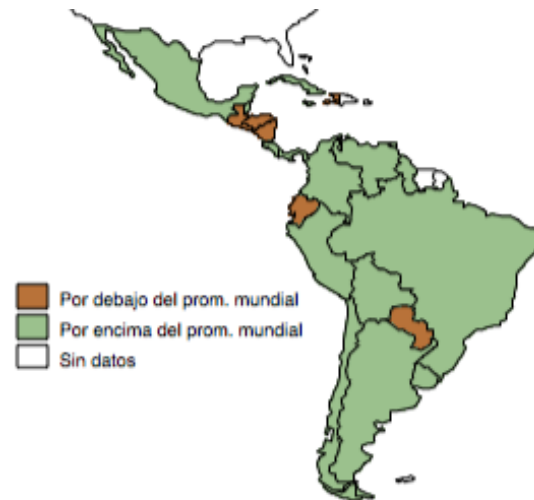 Por debajo del prom. mundial
Por encima del prom. mundial
Sin datos